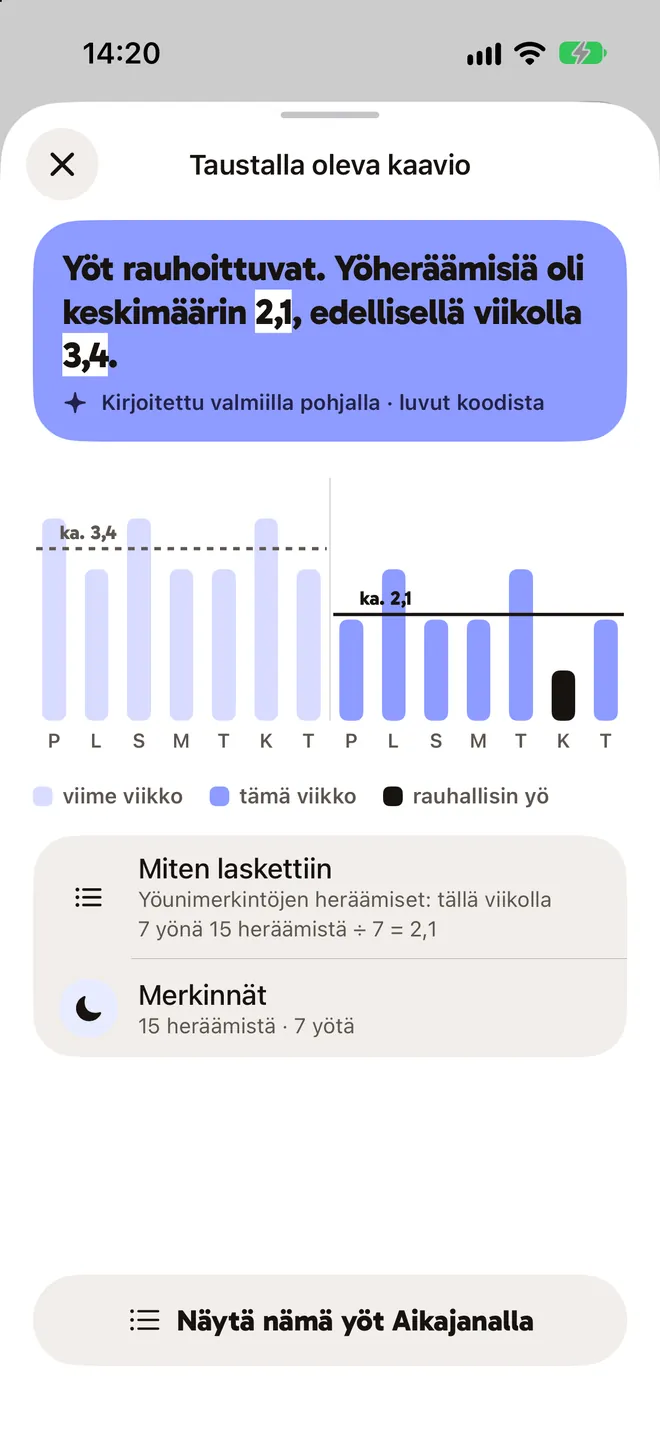 14:20
Taustalla oleva kaavio
Yöt rauhoittuvat. Yöheräämisiä oli
keskimäärin 2,1, edellisellä viikolla
3,4.
Kirjoitettu valmiilla pohjalla · luvut koodista
ka. 3,4
ka. 2,1
P L S M T K T P L S M T K T
viime viikko tämä viikko rauhallisin yö
Miten laskettiin
Yöunimerkintöjen heräämiset: tällä viikolla
7 yönä 15 heräämistä ÷ 7 = 2,1
Merkinnät
15 heräämistä · 7 yötä
Näytä nämä yöt Aikajanalla